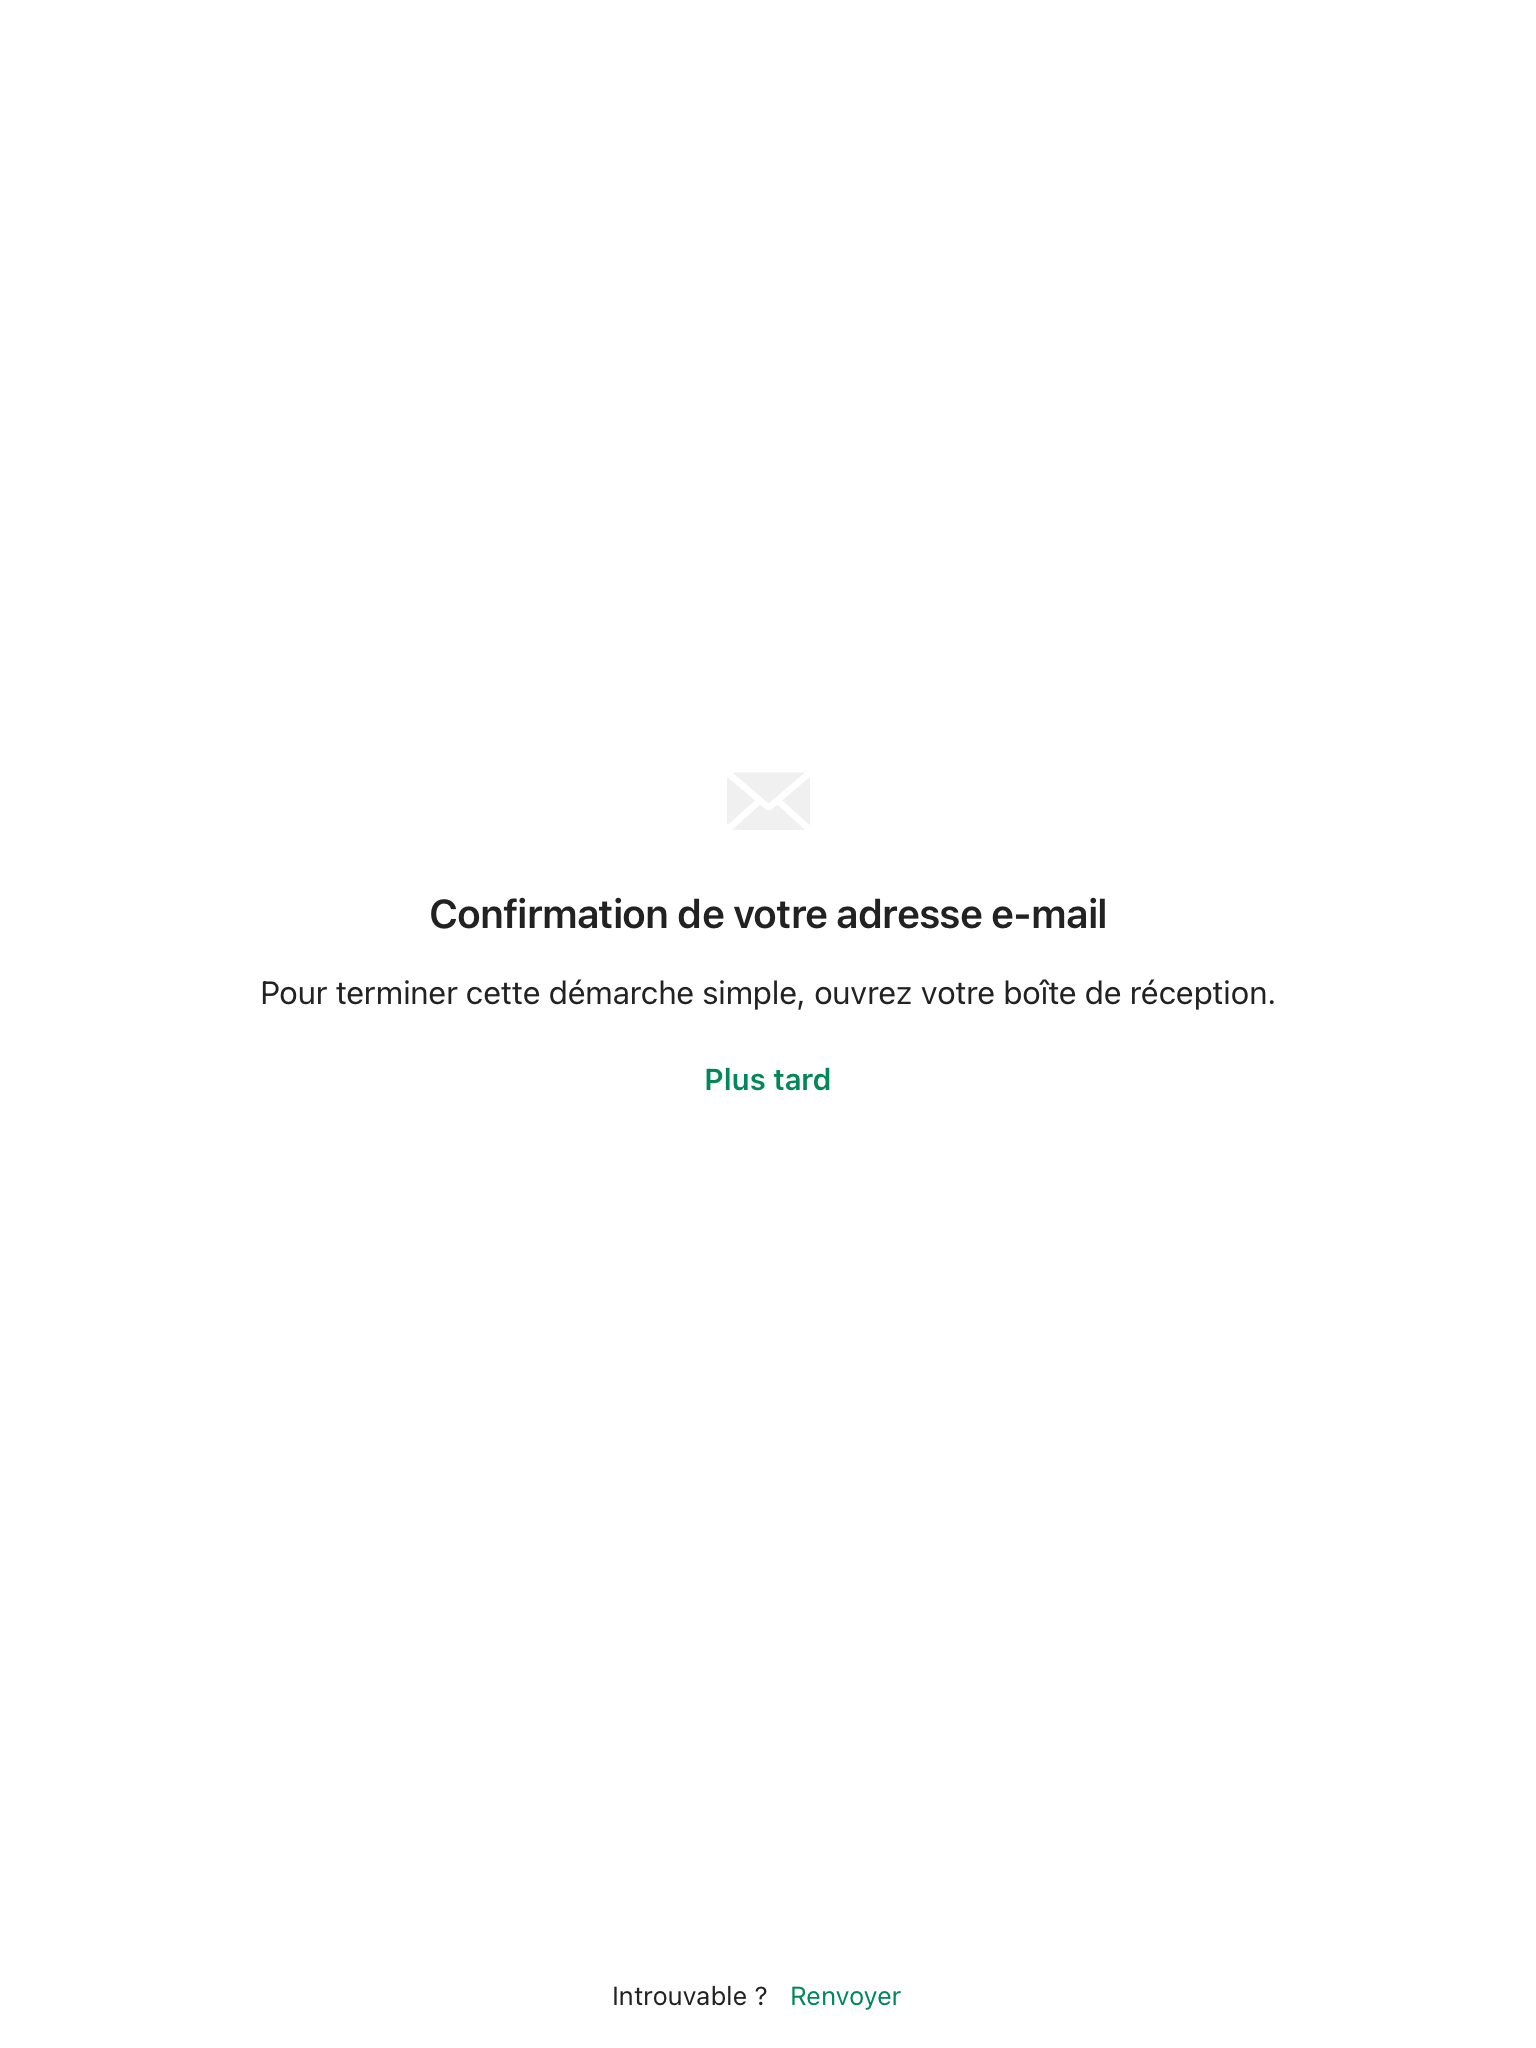 Confirmation de votre adresse e-mail
Pour terminer cette démarche simple, ouvrez votre boîte de réception.
Plus tard
Introuvable ? Renvoyer